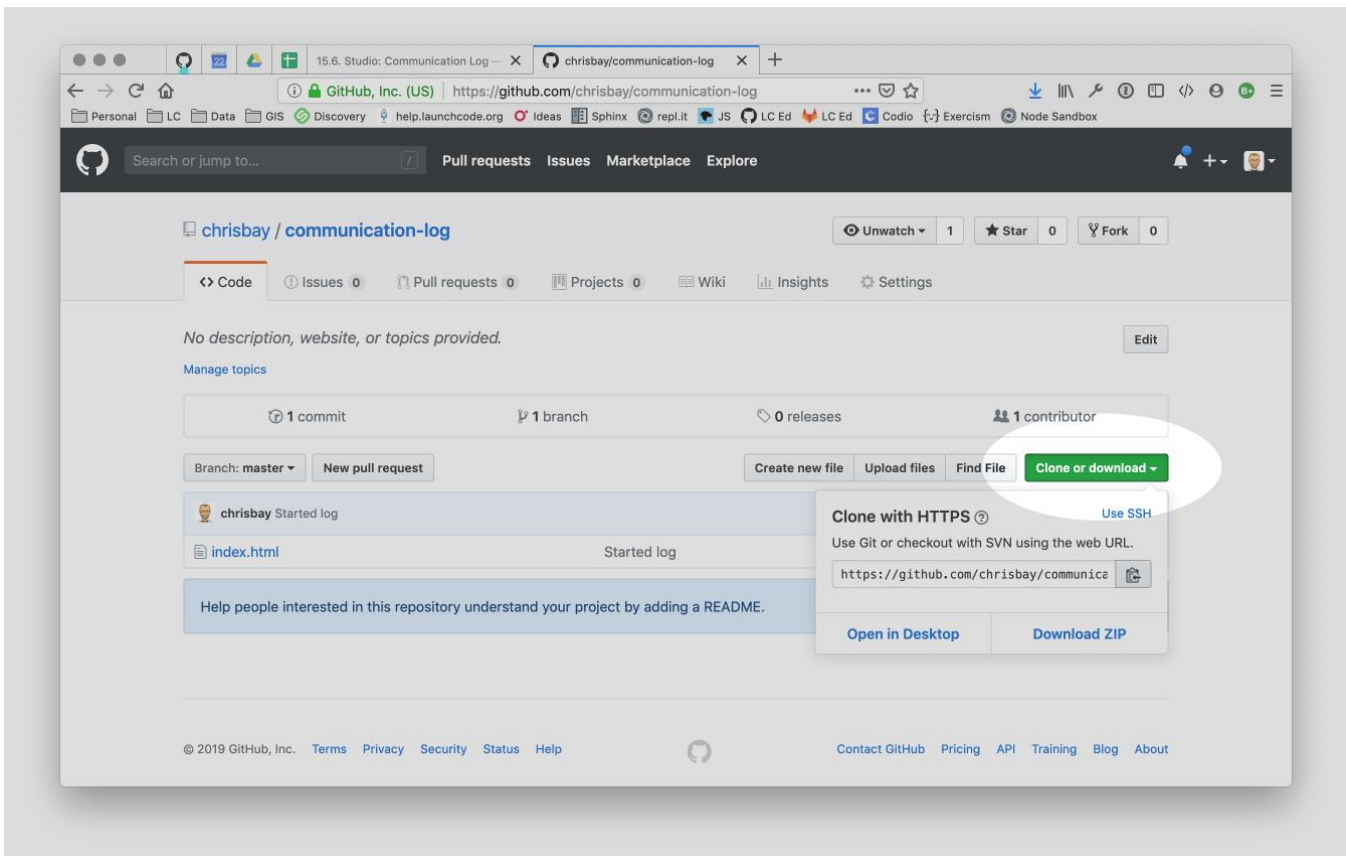 15.6. Studio: Communication Log — chrisbay/communication-log
GitHub, Inc. (US) https://github.com/chrisbay/communication-log
Personal LC Data GIS Discovery help.launchcode.org Ideas Sphinx repl.it JS LC Ed LC Ed Codio Exercism Node Sandbox
Search or jump to... / Pull requests Issues Marketplace Explore
chrisbay / communication-log Unwatch 1 Star 0 Fork 0
Code Issues 0 Pull requests 0 Projects 0 Wiki Insights Settings
No description, website, or topics provided. Edit
Manage topics
1 commit 1 branch 0 releases 1 contributor
Branch: master New pull request Create new file Upload files Find File Clone or download
chrisbay Started log
index.html Started log
Clone with HTTPS Use SSH
Use Git or checkout with SVN using the web URL.
https://github.com/chrisbay/communica
Help people interested in this repository understand your project by adding a README.
Open in Desktop Download ZIP
© 2019 GitHub, Inc. Terms Privacy Security Status Help Contact GitHub Pricing API Training Blog About